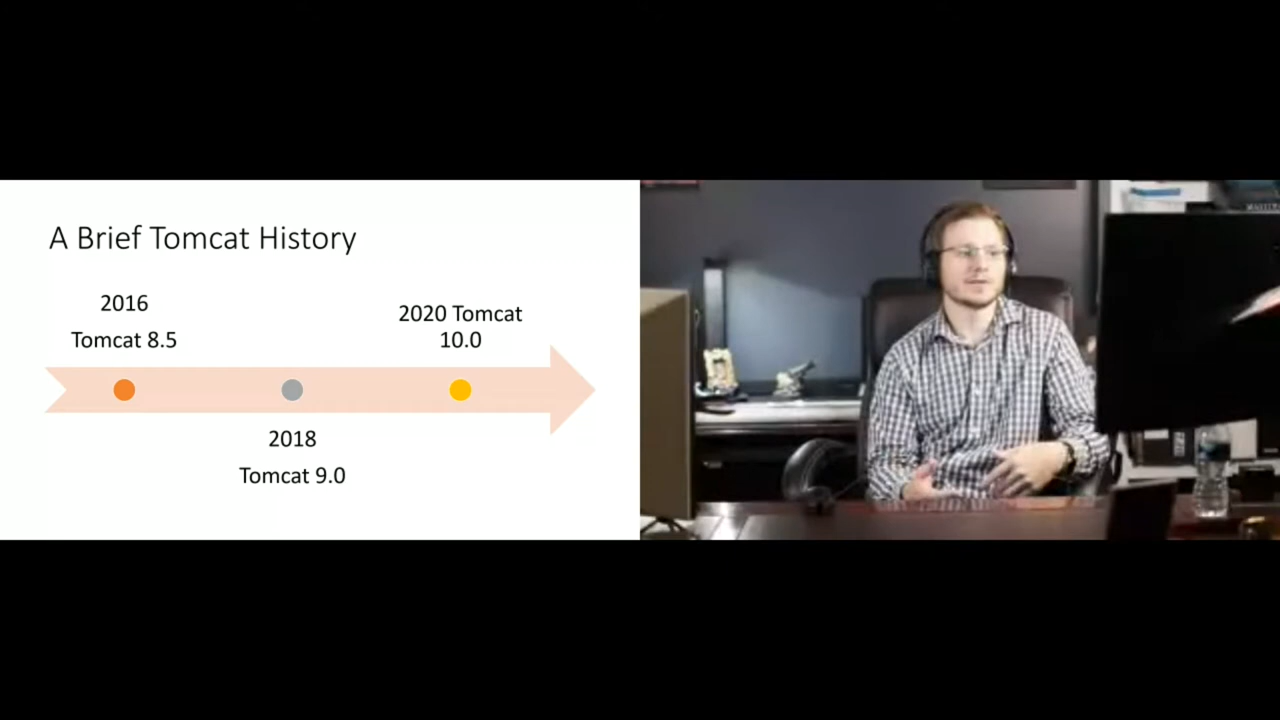 A Brief Tomcat History
2016
Tomcat 8.5
2020 Tomcat
10.0
2018
Tomcat 9.0